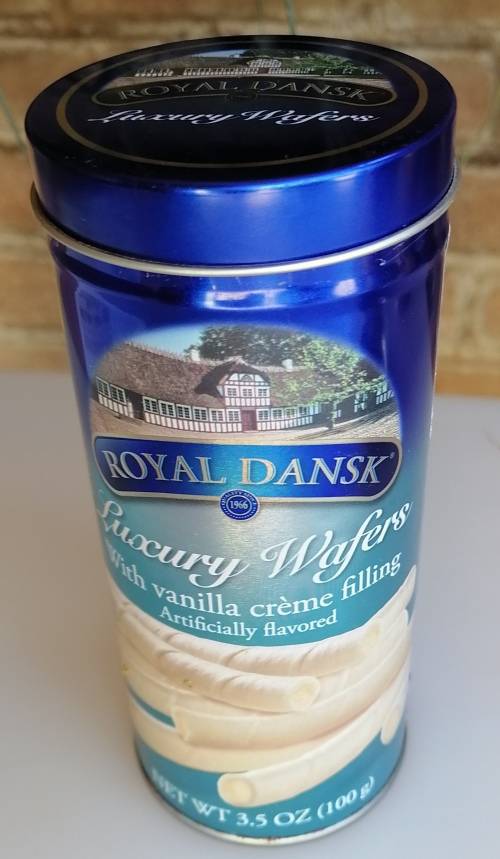 ROYAL DANSK
Luxury Wafers
ROYAL DANSK®
1966
Luxury Wafers
With vanilla crème filling
Artificially flavored
NET WT 3.5 OZ (100 g)